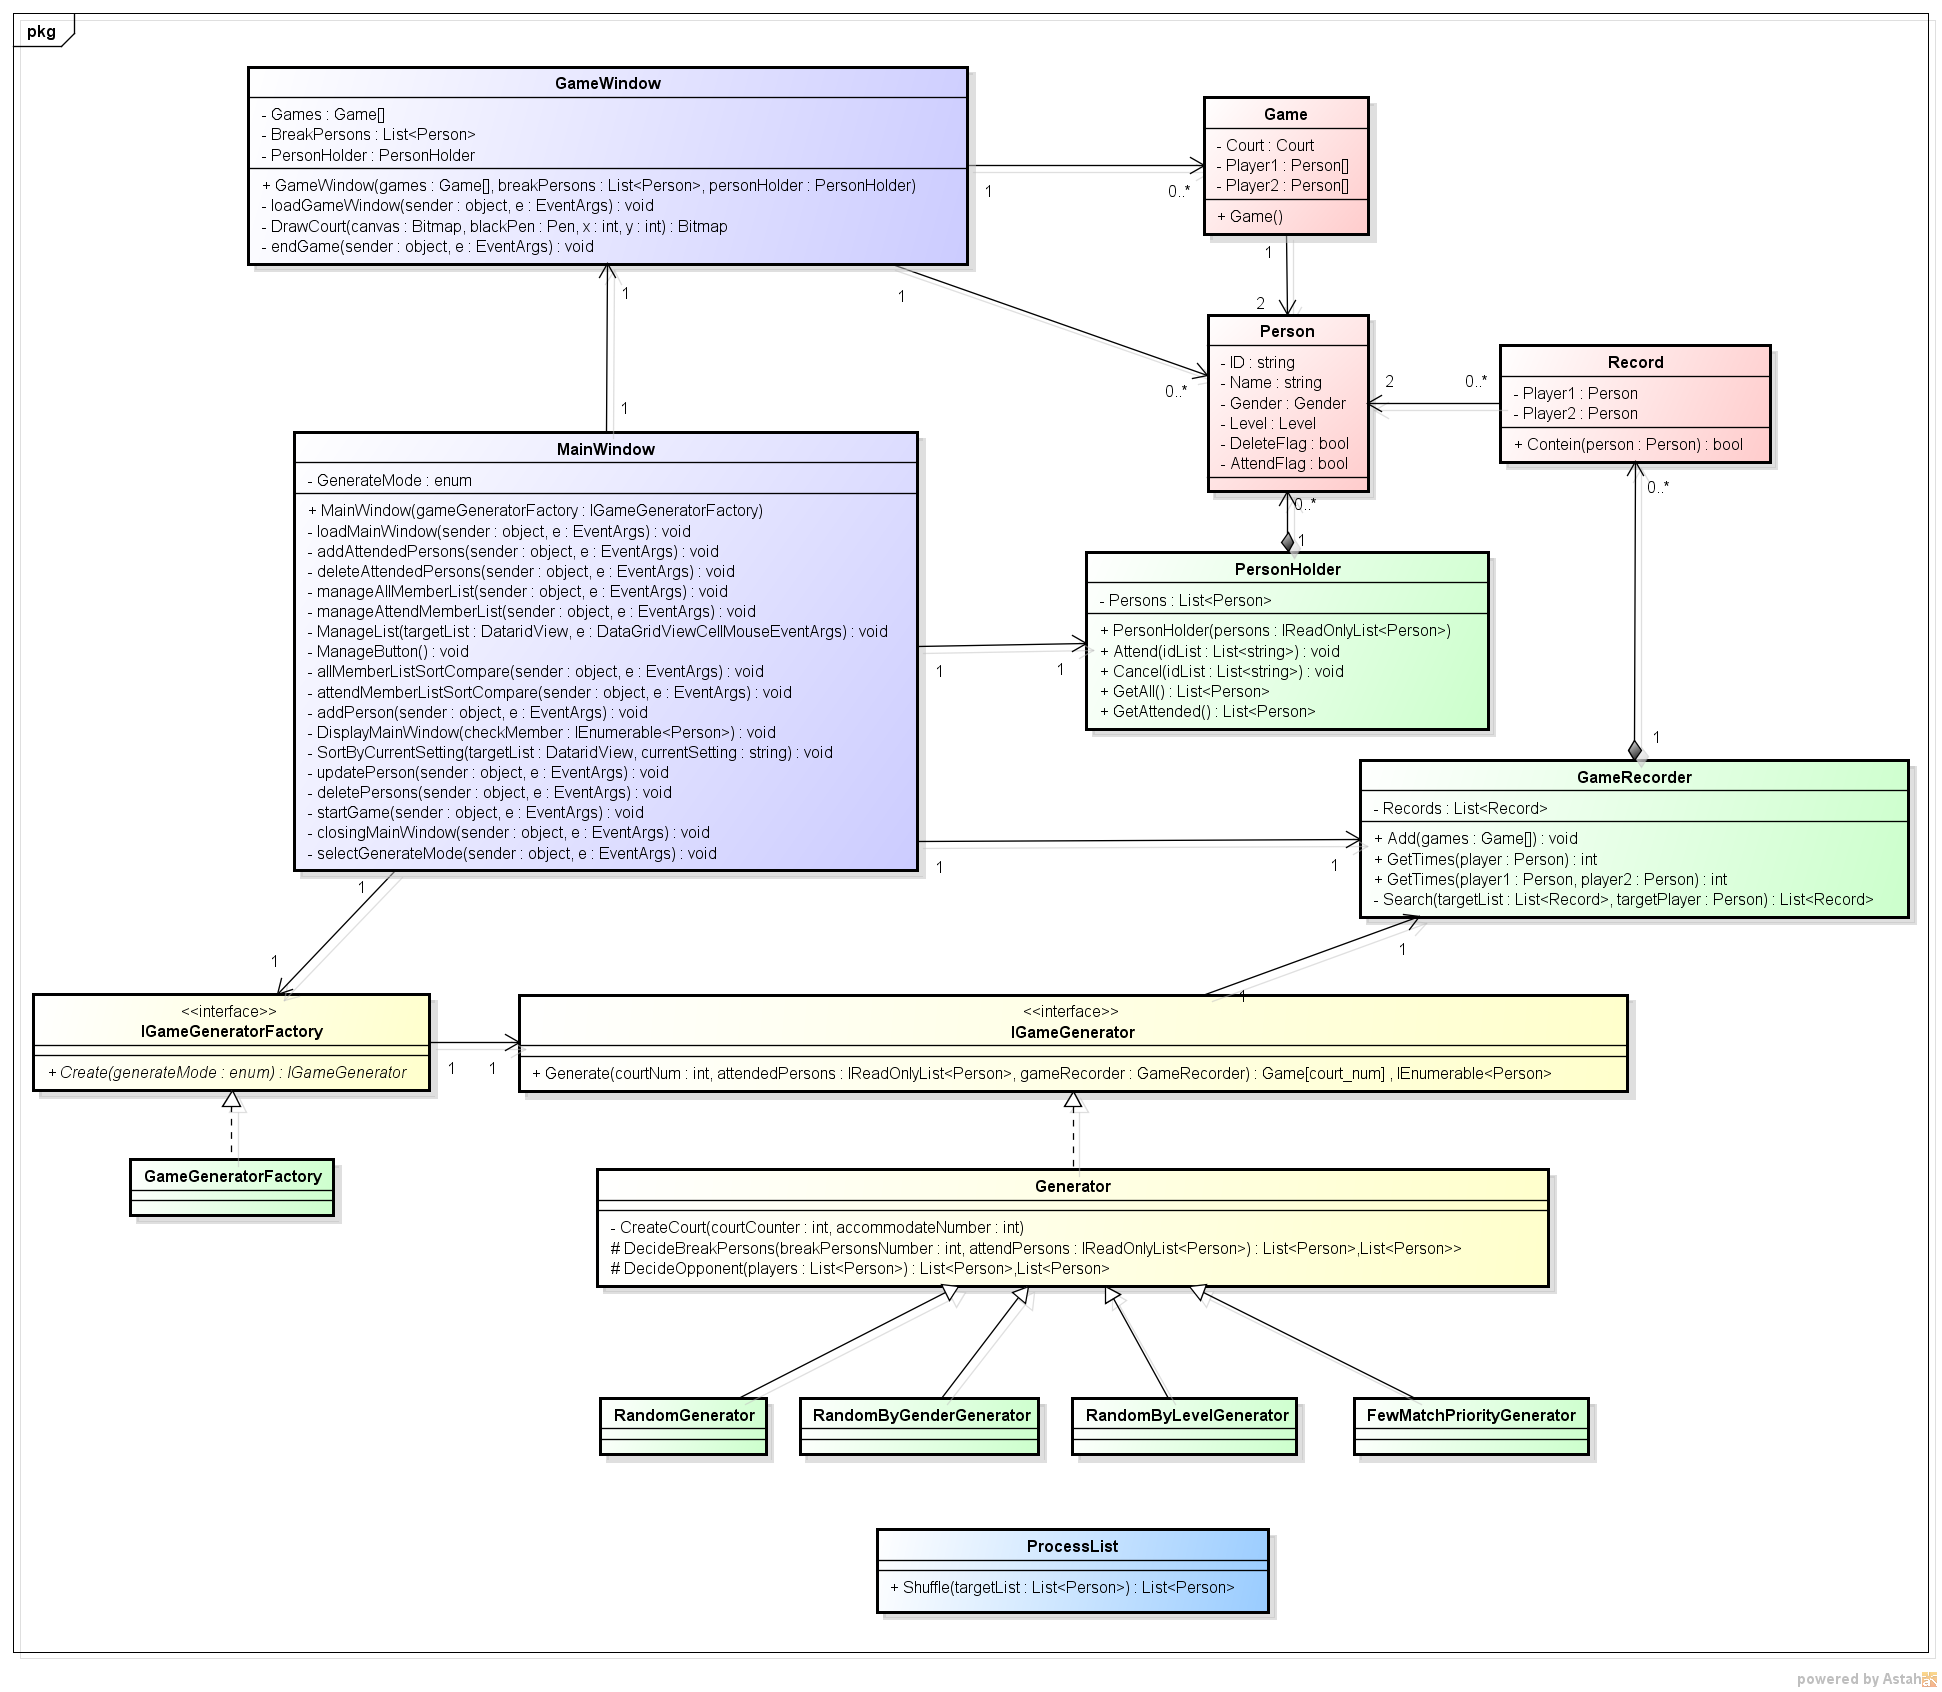 pkg
GameWindow
- Games : Game[]
- BreakPersons : List<Person>
- PersonHolder : PersonHolder
+ GameWindow(games : Game[], breakPersons : List<Person>, personHolder : PersonHolder)
- loadGameWindow(sender : object, e : EventArgs) : void
- DrawCourt(canvas : Bitmap, blackPen : Pen, x : int, y : int) : Bitmap
- endGame(sender : object, e : EventArgs) : void
1
0..*
Game
- Court : Court
- Player1 : Person[]
- Player2 : Person[]
+ Game()
1
2
1
0..*
1
1
Person
- ID : string
- Name : string
- Gender : Gender
- Level : Level
- DeleteFlag : bool
- AttendFlag : bool
2
0..*
Record
- Player1 : Person
- Player2 : Person
+ Contein(person : Person) : bool
0..*
1
0..*
1
MainWindow
- GenerateMode : enum
+ MainWindow(gameGeneratorFactory : IGameGeneratorFactory)
- loadMainWindow(sender : object, e : EventArgs) : void
- addAttendedPersons(sender : object, e : EventArgs) : void
- deleteAttendedPersons(sender : object, e : EventArgs) : void
- manageAllMemberList(sender : object, e : EventArgs) : void
- manageAttendMemberList(sender : object, e : EventArgs) : void
- ManageList(targetList : DataridView, e : DataGridViewCellMouseEventArgs) : void
- ManageButton() : void
- allMemberListSortCompare(sender : object, e : EventArgs) : void
- attendMemberListSortCompare(sender : object, e : EventArgs) : void
- addPerson(sender : object, e : EventArgs) : void
- DisplayMainWindow(checkMember : IEnumerable<Person>) : void
- SortByCurrentSetting(targetList : DataridView, currentSetting : string) : void
- updatePerson(sender : object, e : EventArgs) : void
- deletePersons(sender : object, e : EventArgs) : void
- startGame(sender : object, e : EventArgs) : void
- closingMainWindow(sender : object, e : EventArgs) : void
- selectGenerateMode(sender : object, e : EventArgs) : void
1
1
PersonHolder
- Persons : List<Person>
+ PersonHolder(persons : IReadOnlyList<Person>)
+ Attend(idList : List<string>) : void
+ Cancel(idList : List<string>) : void
+ GetAll() : List<Person>
+ GetAttended() : List<Person>
1
1
GameRecorder
- Records : List<Record>
+ Add(games : Game[]) : void
+ GetTimes(player : Person) : int
+ GetTimes(player1 : Person, player2 : Person) : int
- Search(targetList : List<Record>, targetPlayer : Person) : List<Record>
1
1
1
1
<<interface>>
IGameGeneratorFactory
+ Create(generateMode : enum) : IGameGenerator
1
1
<<interface>>
IGameGenerator
+ Generate(courtNum : int, attendedPersons : IReadOnlyList<Person>, gameRecorder : GameRecorder) : Game[court_num] , IEnumerable<Person>
GameGeneratorFactory
Generator
- CreateCourt(courtCounter : int, accommodateNumber : int)
# DecideBreakPersons(breakPersonsNumber : int, attendPersons : IReadOnlyList<Person>) : List<Person>,List<Person>>
# DecideOpponent(players : List<Person>) : List<Person>,List<Person>
RandomGenerator
RandomByGenderGenerator
RandomByLevelGenerator
FewMatchPriorityGenerator
ProcessList
+ Shuffle(targetList : List<Person>) : List<Person>
powered by Astah